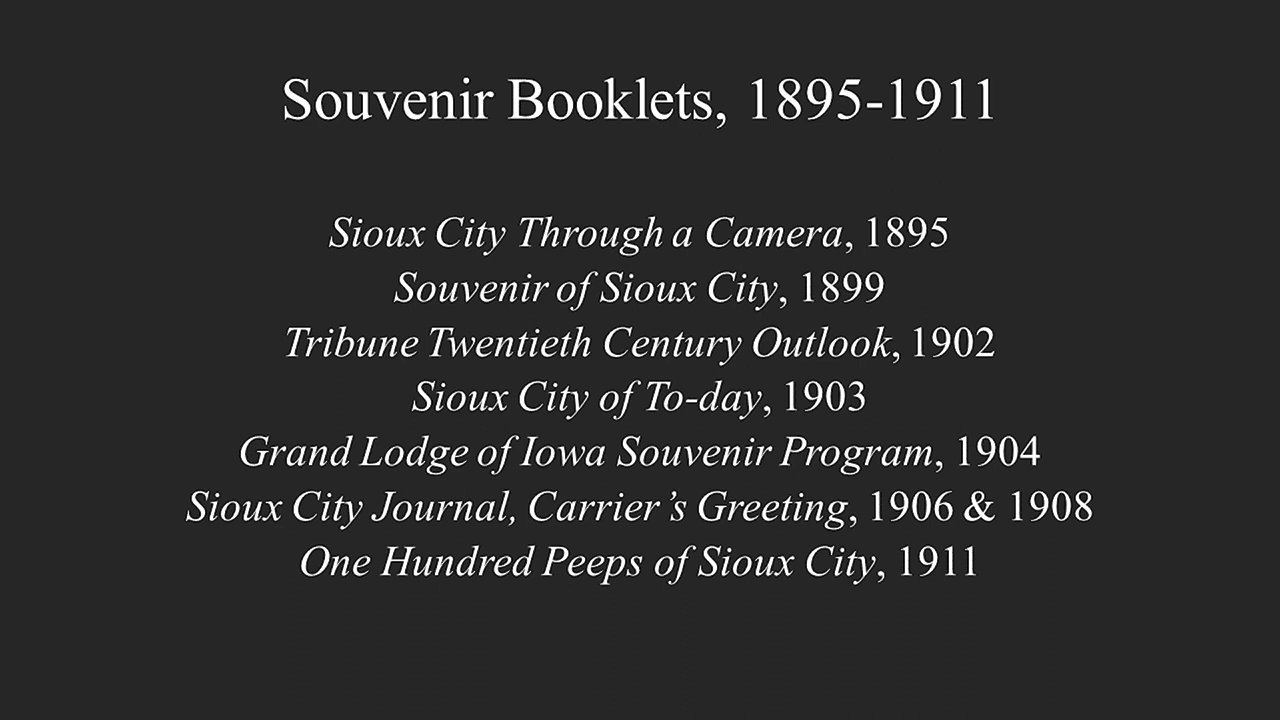 Souvenir Booklets, 1895-1911
Sioux City Through a Camera, 1895
Souvenir of Sioux City, 1899
Tribune Twentieth Century Outlook, 1902
Sioux City of To-day, 1903
Grand Lodge of Iowa Souvenir Program, 1904
Sioux City Journal, Carrier’s Greeting, 1906 & 1908
One Hundred Peeps of Sioux City, 1911